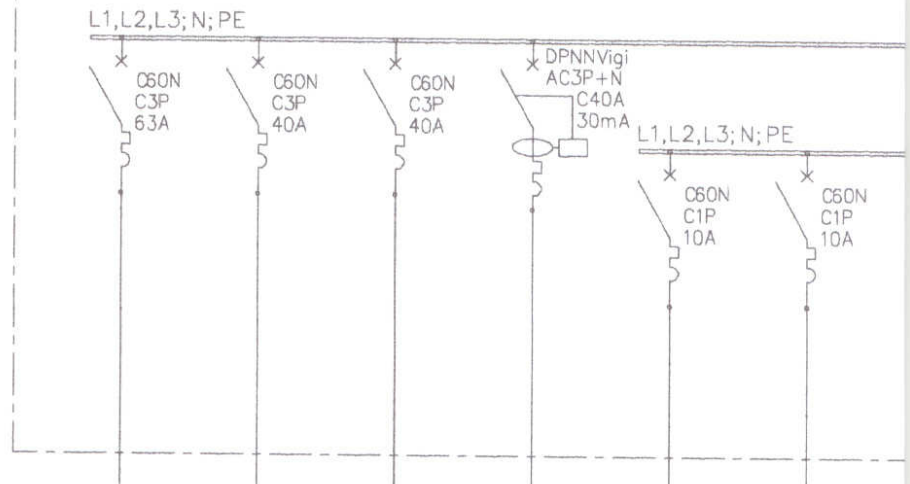 L1,L2,L3; N; PE
C60N
C3P
63A
C60N
C3P
40A
C60N
C3P
40A
DPNNVigi
AC3P+N
C40A
30mA
L1,L2,L3; N; PE
C60N
C1P
10A
C60N
C1P
10A